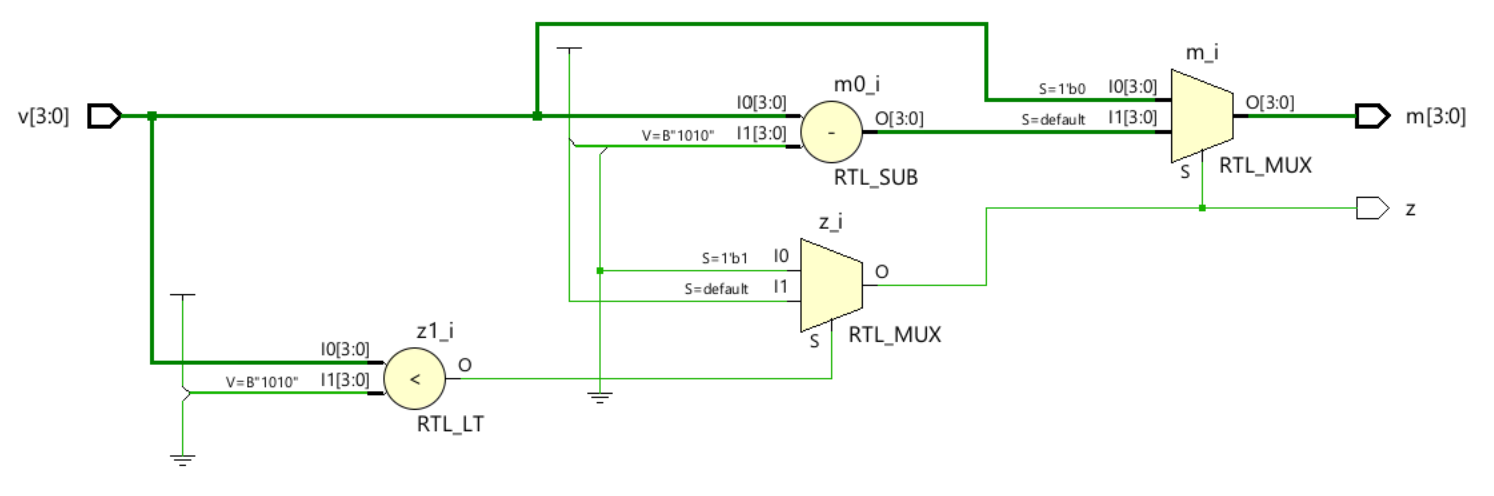 m_i
m0_i
S=1'b0
I0[3:0]
I0[3:0]
O[3:0]
v[3:0]
O[3:0]
m[3:0]
S=default
I1[3:0]
V=B"1010"
I1[3:0]
-
S
RTL_MUX
RTL_SUB
z
z_i
S=1'b1
I0
O
S=default
I1
z1_i
S
RTL_MUX
I0[3:0]
O
V=B"1010"
I1[3:0]
<
RTL_LT